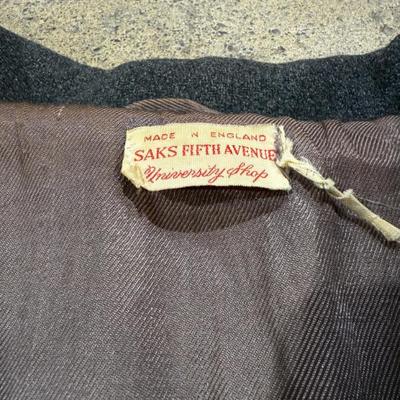 MADE IN ENGLAND
SAKS FIFTH AVENUE
University Shop